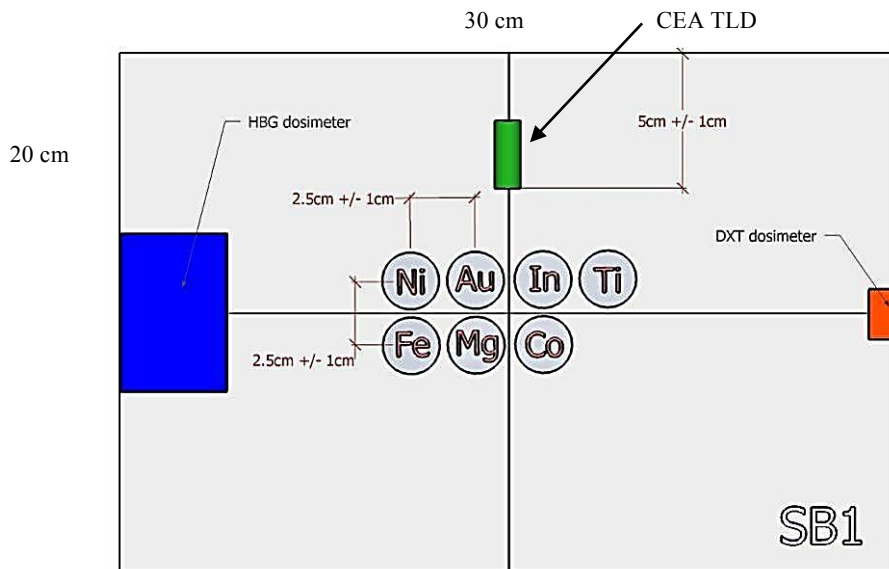 30 cm
CEA TLD
HBG dosimeter
5cm +/- 1cm
20 cm
2.5cm +/- 1cm
DXT dosimeter
Ni Au In Ti
Fe Mg Co
2.5cm +/- 1cm
SB1